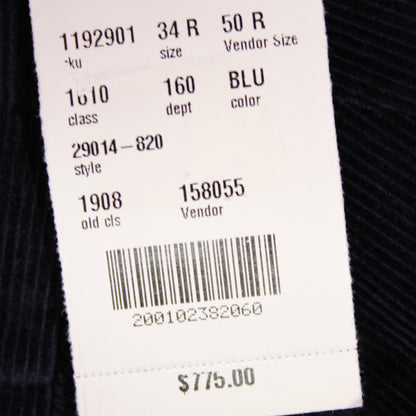 1192901 34 R 50 R
sku size Vendor Size
1010 160 BLU
class dept color
29014-820
style
1908 158055
old cls Vendor
200102382060
$775.00